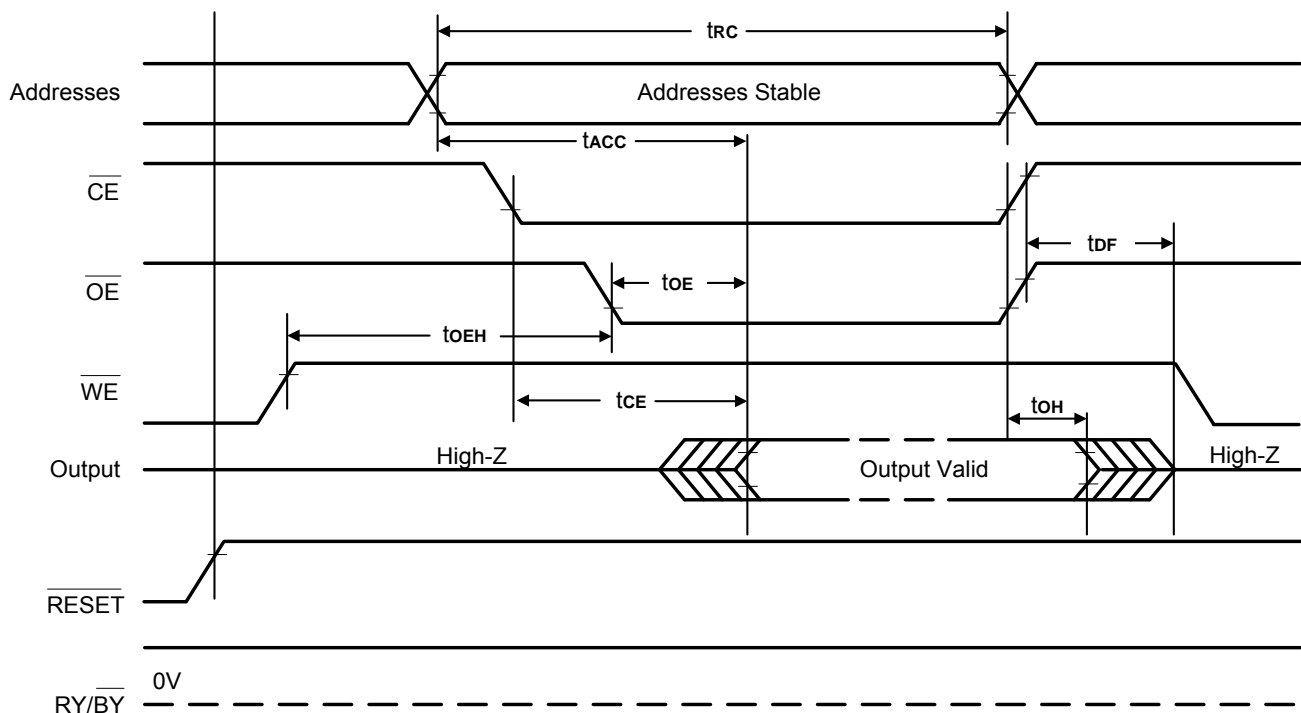 tRC
Addresses
Addresses Stable
tACC
CE
tDF
OE
tOE
tOEH
WE
tCE
tOH
Output
High-Z
Output Valid
High-Z
RESET
0V
RY/BY